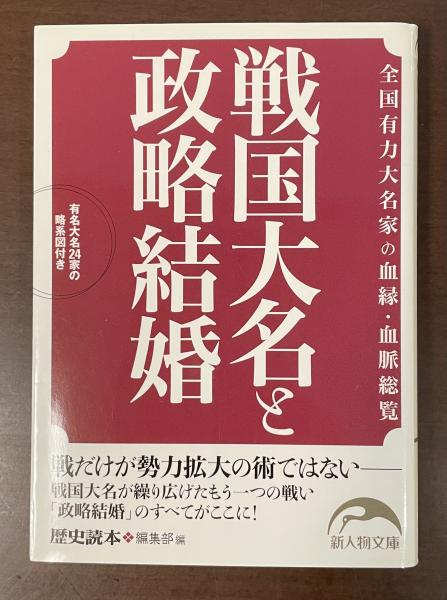 全国有力大名家の血縁・血脈総覧
戦国大名と
政略結婚
有名大名24家の
略系図付き
戦だけが勢力拡大の術ではない──
戦国大名が繰り広げたもう一つの戦い
「政略結婚」のすべてがここに!
歴史読本❖編集部 編
新人物文庫